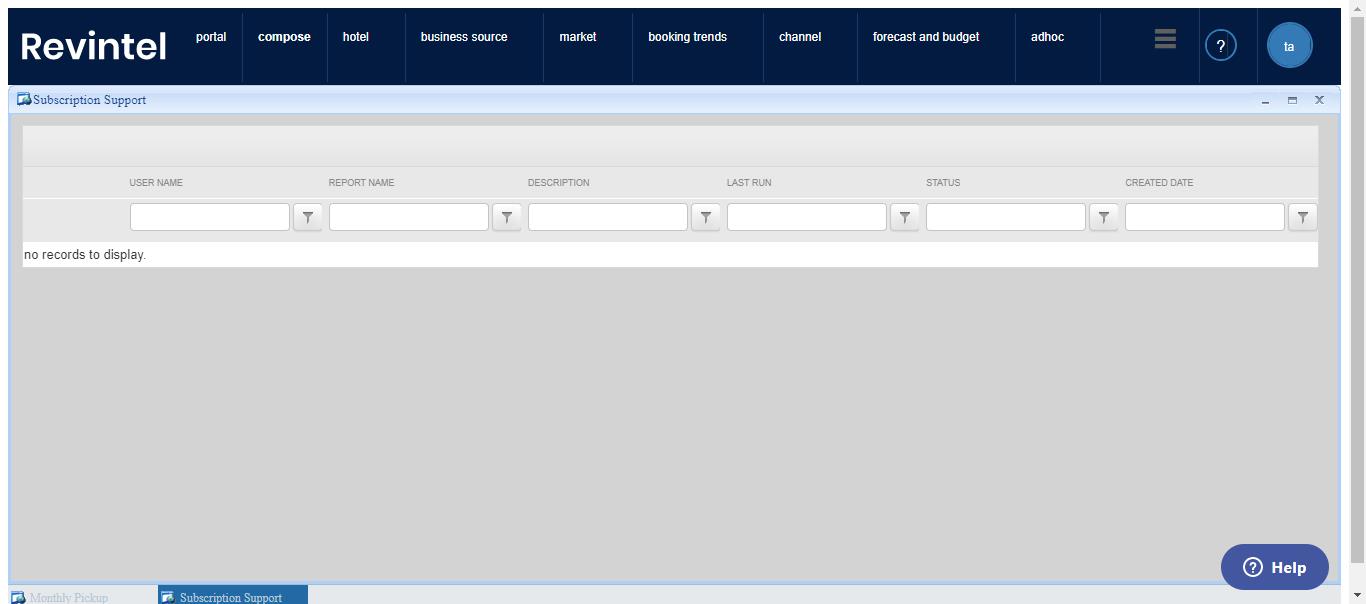 Revintel
portal compose hotel business source market booking trends channel forecast and budget adhoc ? ta
Subscription Support
USER NAME REPORT NAME DESCRIPTION LAST RUN STATUS CREATED DATE
no records to display.
? Help
Monthly Pickup Subscription Support